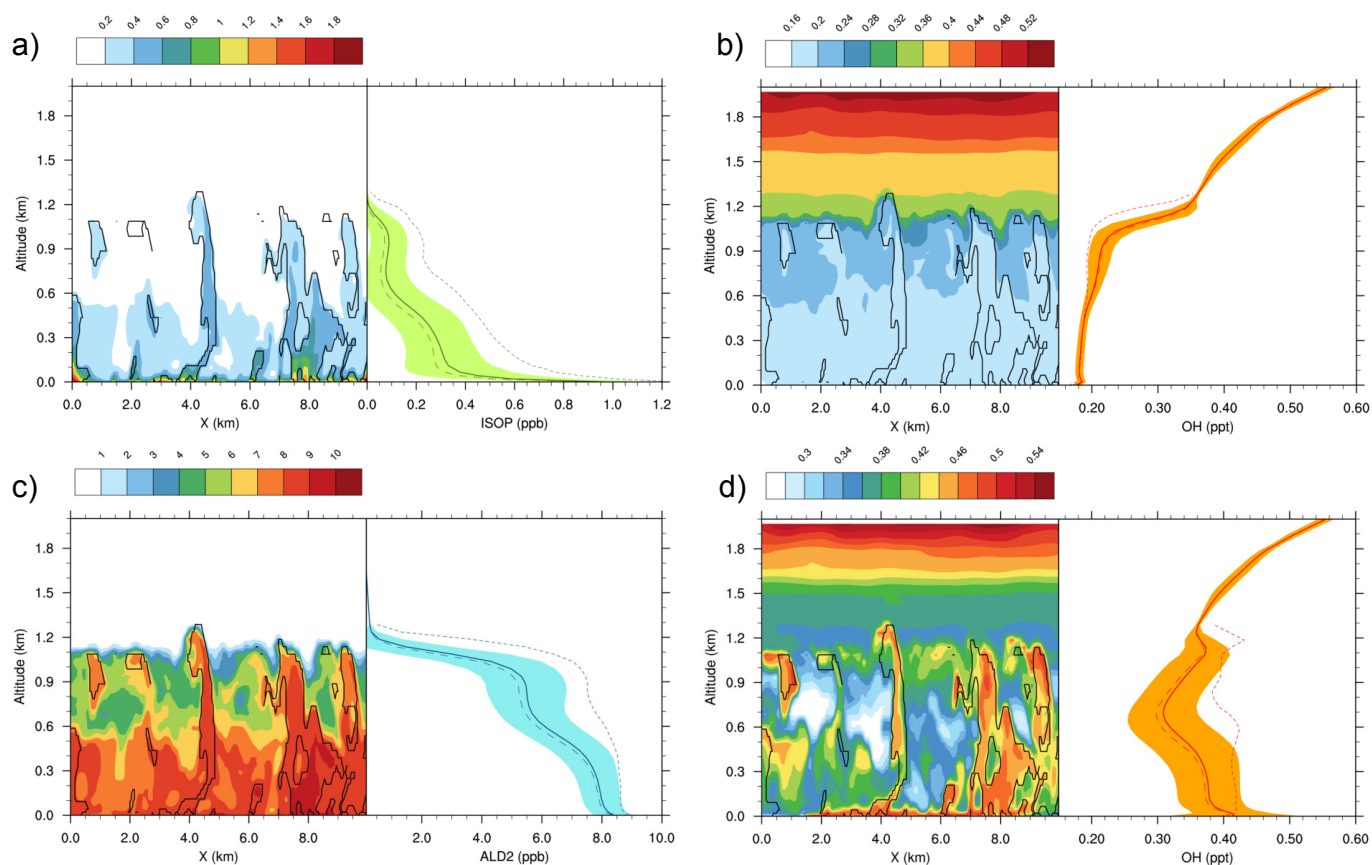 0.2 0.4 0.6 0.8 1 1.2 1.4 1.6 1.8
a)
1.8
1.5
1.2
0.9
0.6
0.3
0.0
Altitude (km)
0.0 2.0 4.0 6.0 8.0 0.0 0.2 0.4 0.6 0.8 1.0 1.2
X (km) ISOP (ppb)
0.16 0.2 0.24 0.28 0.32 0.36 0.4 0.44 0.48 0.52
b)
1.8
1.5
1.2
0.9
0.6
0.3
0.0
Altitude (km)
0.0 2.0 4.0 6.0 8.0 0.20 0.30 0.40 0.50 0.60
X (km) OH (ppt)
1 2 3 4 5 6 7 8 9 10
c)
1.8
1.5
1.2
0.9
0.6
0.3
0.0
Altitude (km)
0.0 2.0 4.0 6.0 8.0 2.0 4.0 6.0 8.0 10.0
X (km) ALD2 (ppb)
0.3 0.34 0.38 0.42 0.46 0.5 0.54
d)
1.8
1.5
1.2
0.9
0.6
0.3
0.0
Altitude (km)
0.0 2.0 4.0 6.0 8.0 0.20 0.30 0.40 0.50 0.60
X (km) OH (ppt)